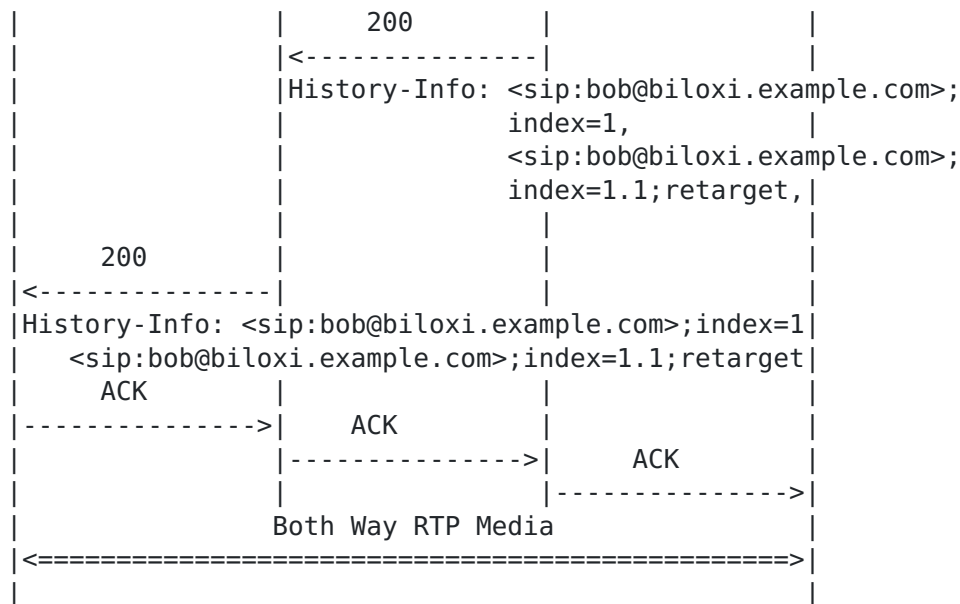 |                |     200        |                |
|                |<---------------|                |
|                |History-Info: <sip:bob@biloxi.example.com>;
|                |              index=1,           |
|                |              <sip:bob@biloxi.example.com>;
|                |              index=1.1;retarget,|
|                |                |                |
|     200        |                |                |
|<---------------|                |                |
|History-Info: <sip:bob@biloxi.example.com>;index=1|
|   <sip:bob@biloxi.example.com>;index=1.1;retarget|
|     ACK        |                |                |
|--------------->|    ACK         |                |
|                |--------------->|     ACK        |
|                |                |--------------->|
|                Both Way RTP Media                |
|<================================================>|
|                                                  |